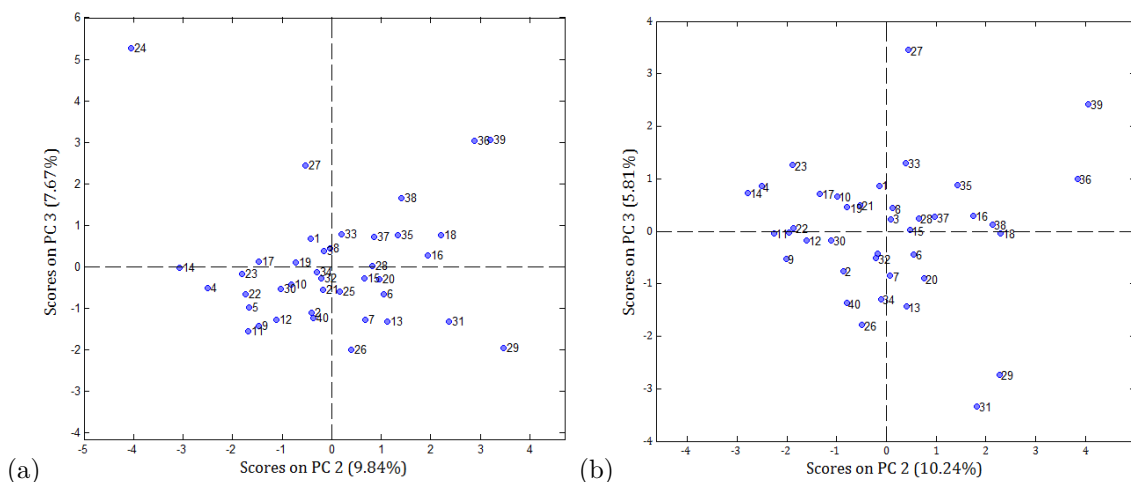 (a)
Scores on PC 3 (7.67%)
6
5
4
3
2
1
0
-1
-2
-3
-4
24
36 39
27
38
1 33 37 35 18
8
16
14 17 19 28
23 34
4 30 10 32 15 20
22 21 25 6
5
9 12 2 40 7 13 31
11
26 29
-5 -4 -3 -2 -1 0 1 2 3 4
Scores on PC 2 (9.84%)
(b)
Scores on PC 3 (5.81%)
4
3
2
1
0
-1
-2
-3
-4
27
39
23 33
36
14 4 17 10 1 35
19 21
3 28 37 16
11 22 15 38 18
12 30
9 32 6
2 7 20
40 34 13
26
29
31
-4 -3 -2 -1 0 1 2 3 4
Scores on PC 2 (10.24%)